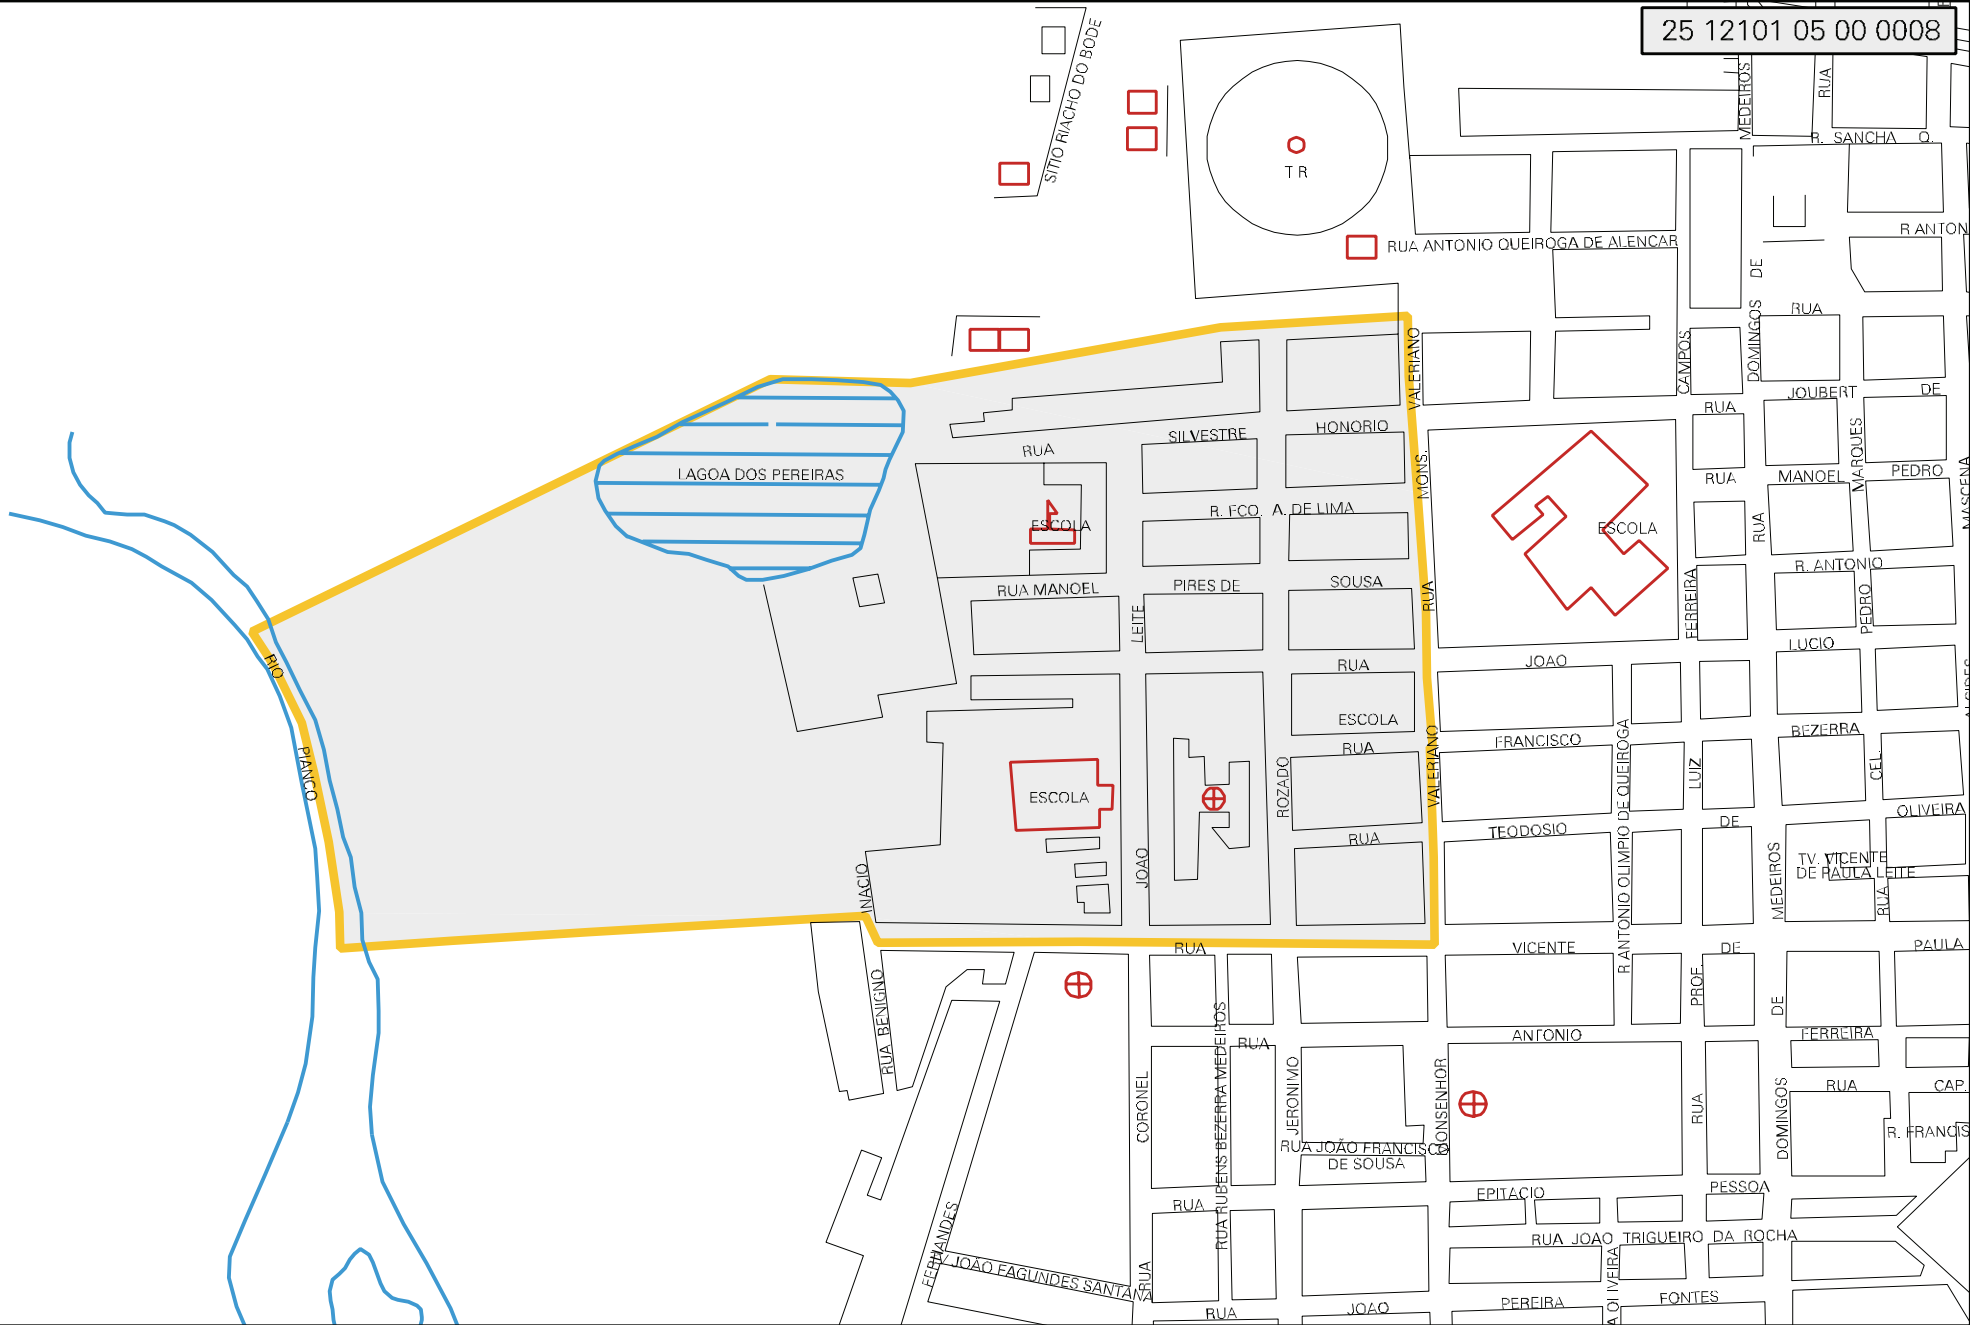 25 12101 05 00 0008
SITIO RIACHO DO BODE
MEDEIROS
RUA
R. SANCHA Q.
T R
R ANTON
RUA ANTONIO QUEIROGA DE ALENCAR
DOMINGOS DE
RUA
VALERIANO
CAMPOS
JOUBERT
DE
RUA
SILVESTRE
HONORIO
RUA
MONS.
MARQUES
LAGOA DOS PEREIRAS
RUA
MANOEL
PEDRO
MASCENA
R. FCO. A. DE LIMA
ESCOLA
ESCOLA
RUA
R. ANTONIO
RUA MANOEL
PIRES DE
SOUSA
RUA
LEITE
FERREIRA
PEDRO
LUCIO
RIO
RUA
JOAO
ESCOLA
RUA
FRANCISCO
BEZERRA
VALERIANO
R ANTONIO OLIMPIO DE QUEIROGA
LUIZ
CEL.
PIANCO
ESCOLA
ROZADO
OLIVEIRA
RUA
TEODOSIO
DE
JOAO
INACIO
MEDEIROS
TV. VICENTE
DE PAULA LEITE
RUA
RUA
VICENTE
DE
PAULA
RUA BENIGNO
PROF.
DE
ANTONIO
FERREIRA
RUA
RUA RUBENS BEZERRA MEDEIROS
CORONEL
JERONIMO
MONSENHOR
RUA
DOMINGOS
RUA
CAP.
R. FRANCIS
RUA JOÃO FRANCISCO
DE SOUSA
EPITACIO
PESSOA
RUA
FERNANDES
RUA JOAO TRIGUEIRO DA ROCHA
TV JOÃO FAGUNDES SANTANA
RUA
RUA
JOAO
PEREIRA
FONTES